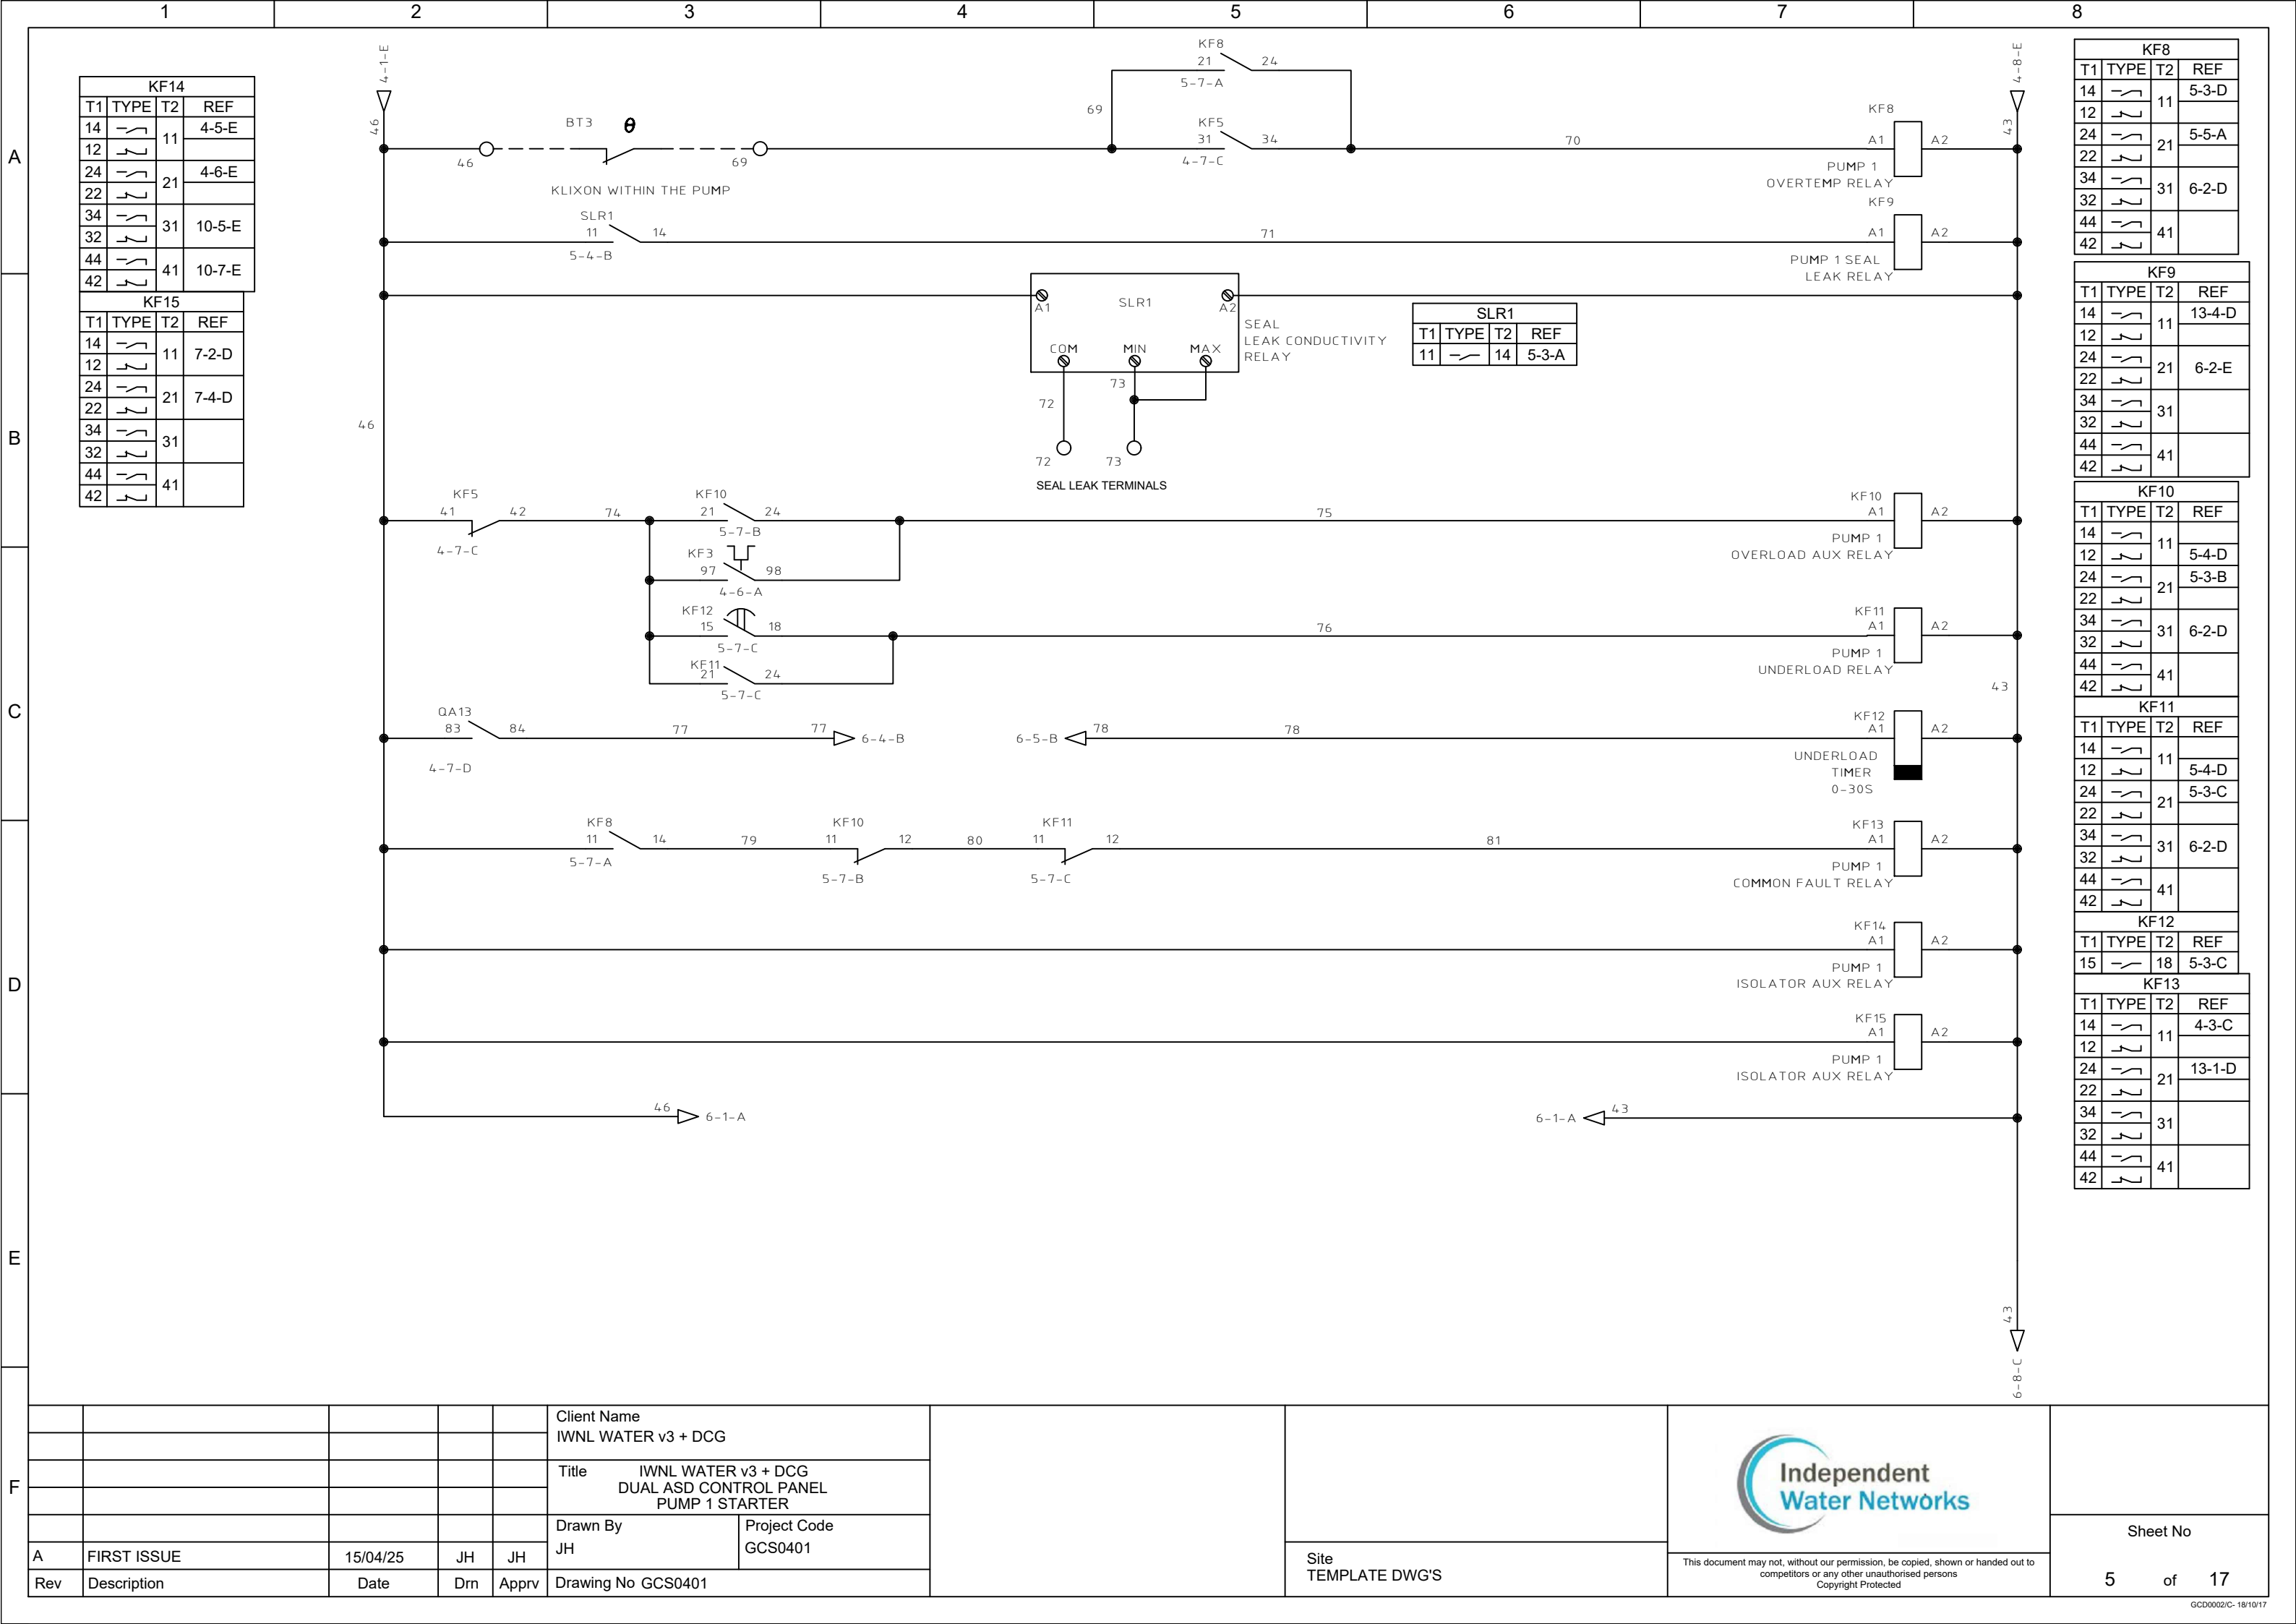 1 2 3 4 5 6 7 8
A
B
C
D
E
F
KF14
T1 TYPE T2 REF
14 11 4-5-E
12
24 21 4-6-E
22
34 31 10-5-E
32
44 41 10-7-E
42
KF15
T1 TYPE T2 REF
14 11 7-2-D
12
24 21 7-4-D
22
34 31
32
44 41
42
4-1-E
46
46
BT3 θ
69
KLIXON WITHIN THE PUMP
69
KF8
21 24
5-7-A
KF5
31 34
4-7-C
70
KF8
A1 A2
PUMP 1
OVERTEMP RELAY
4-8-E
43
SLR1
11 14
5-4-B
71
KF9
A1 A2
PUMP 1 SEAL
LEAK RELAY
SLR1
A1 A2
COM MIN MAX
SEAL
LEAK CONDUCTIVITY
RELAY
73
72
72 73
SEAL LEAK TERMINALS
SLR1
T1 TYPE T2 REF
11 14 5-3-A
46
KF5
41 42
4-7-C
74
KF10
21 24
5-7-B
75
KF10
A1 A2
PUMP 1
OVERLOAD AUX RELAY
KF3
97 98
4-6-A
KF12
15 18
5-7-C
76
KF11
A1 A2
PUMP 1
UNDERLOAD RELAY
KF11
21 24
5-7-C
43
QA13
83 84
4-7-D
77
77
6-4-B
6-5-B
78
78
KF12
A1 A2
UNDERLOAD
TIMER
0-30S
KF8
11 14
5-7-A
79
KF10
11 12
5-7-B
80
KF11
11 12
5-7-C
81
KF13
A1 A2
PUMP 1
COMMON FAULT RELAY
KF14
A1 A2
PUMP 1
ISOLATOR AUX RELAY
KF15
A1 A2
PUMP 1
ISOLATOR AUX RELAY
46
6-1-A
6-1-A
43
43
6-8-C
KF8
T1 TYPE T2 REF
14 11 5-3-D
12
24 21 5-5-A
22
34 31 6-2-D
32
44 41
42
KF9
T1 TYPE T2 REF
14 11 13-4-D
12
24 21 6-2-E
22
34 31
32
44 41
42
KF10
T1 TYPE T2 REF
14 11
12 5-4-D
24 21 5-3-B
22
34 31 6-2-D
32
44 41
42
KF11
T1 TYPE T2 REF
14 11
12 5-4-D
24 21 5-3-C
22
34 31 6-2-D
32
44 41
42
KF12
T1 TYPE T2 REF
15 18 5-3-C
KF13
T1 TYPE T2 REF
14 11 4-3-C
12
24 21 13-1-D
22
34 31
32
44 41
42
A FIRST ISSUE 15/04/25 JH JH
Rev Description Date Drn Apprv
Client Name
IWNL WATER v3 + DCG
Title IWNL WATER v3 + DCG
DUAL ASD CONTROL PANEL
PUMP 1 STARTER
Drawn By
JH
Project Code
GCS0401
Drawing No GCS0401
Site
TEMPLATE DWG'S
Independent
Water Networks
This document may not, without our permission, be copied, shown or handed out to
competitors or any other unauthorised persons
Copyright Protected
Sheet No
5 of 17
GCD0002/C- 18/10/17